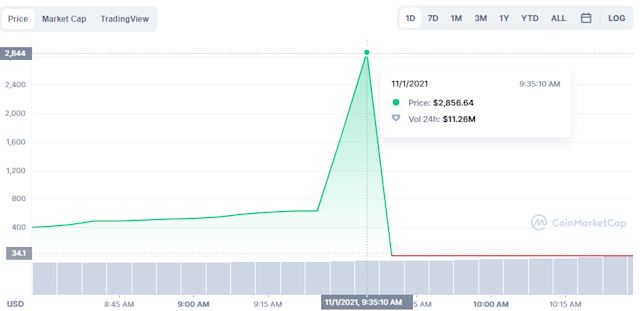 Price Market Cap TradingView 1D 7D 1M 3M 1Y YTD ALL LOG
2,844
11/1/2021 9:35:10 AM
2,400
Price: $2,856.64
2,000
Vol 24h: $11.26M
1,600
1,200
800
400
CoinMarketCap
34.1
USD 8:45 AM 9:00 AM 9:15 AM 11/1/2021, 9:35:10 AM 45 AM 10:00 AM 10:15 AM